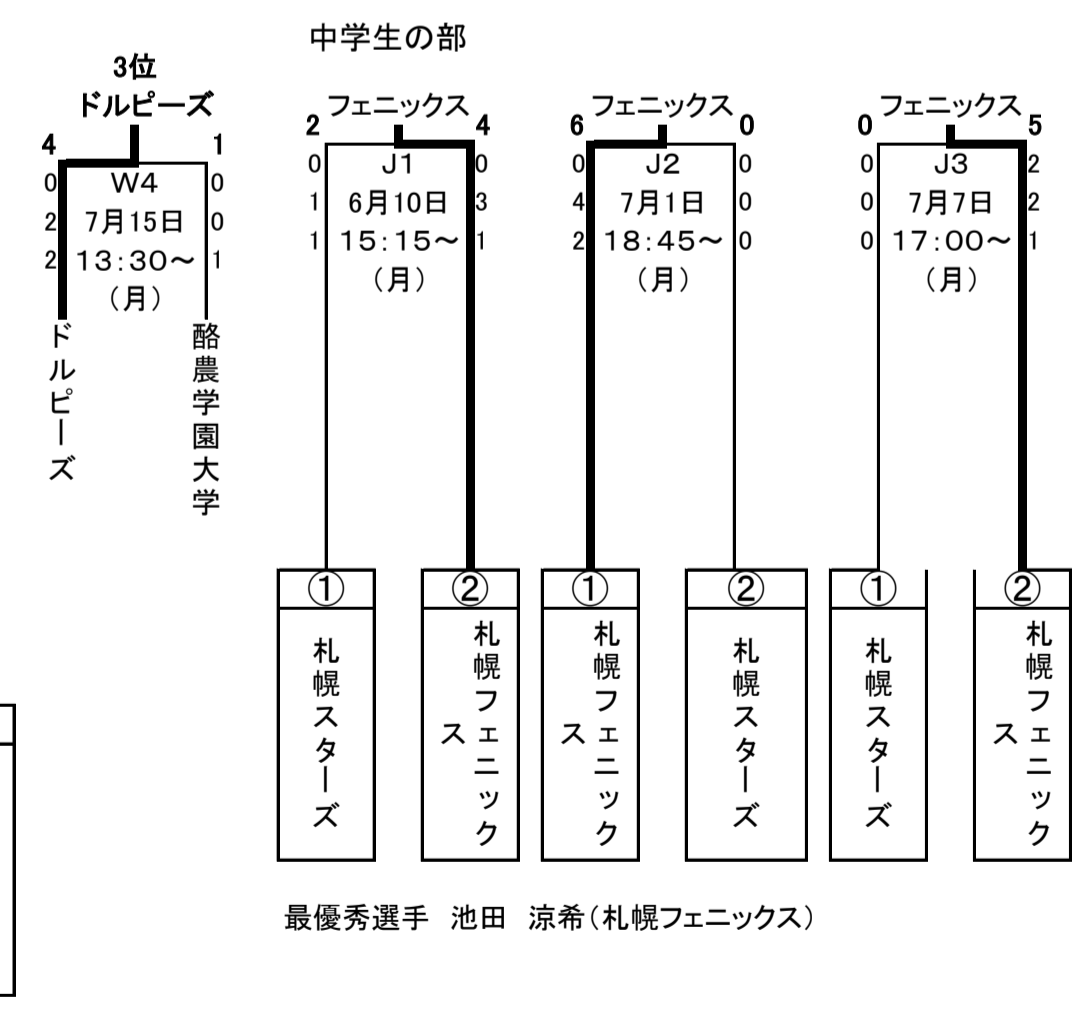 中学生の部
3位
ドルピーズ
4 1
0 W4 0
2 7月15日 0
2 13:30～ 1
（月）
ドルピーズ
酪農学園大学
フェニックス
2 4
0 J1 0
1 6月10日 3
1 15:15～ 1
（月）
① ②
札幌スターズ
札幌フェニックス
フェニックス
6 0
0 J2 0
4 7月1日 0
2 18:45～ 0
（月）
① ②
札幌フェニックス
札幌スターズ
フェニックス
0 5
0 J3 2
0 7月7日 2
0 17:00～ 1
（月）
① ②
札幌スターズ
札幌フェニックス
最優秀選手 池田 涼希（札幌フェニックス）